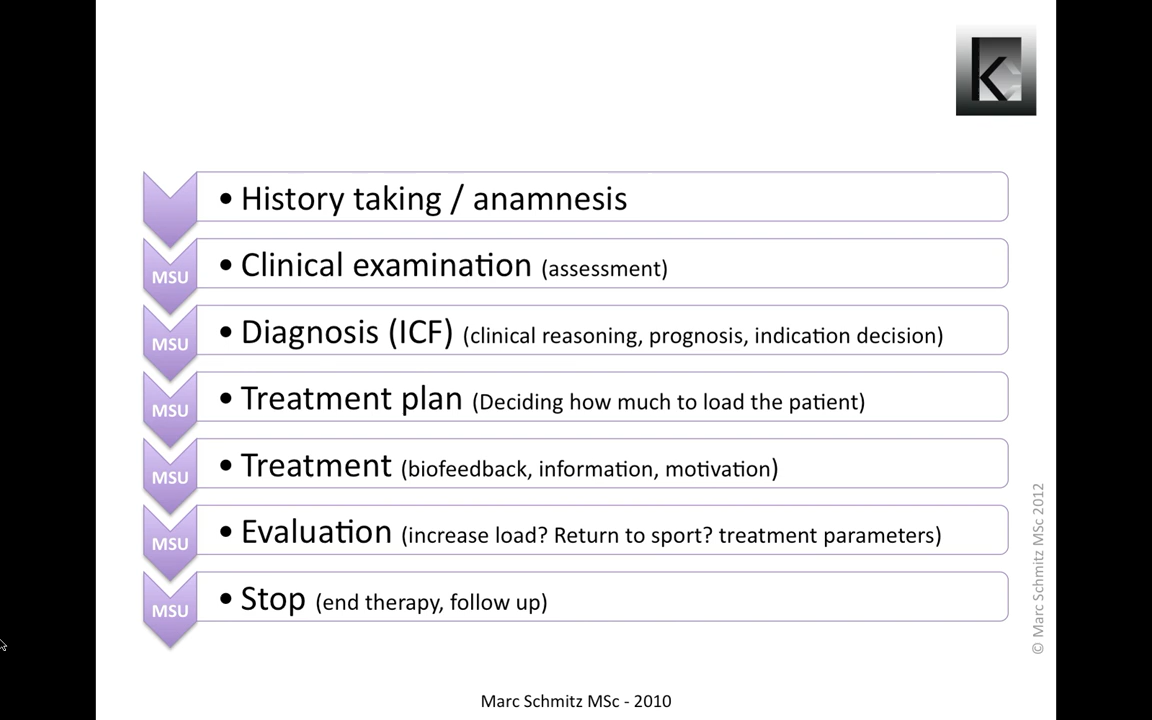 k
• History taking / anamnesis
MSU
• Clinical examination (assessment)
MSU
• Diagnosis (ICF) (clinical reasoning, prognosis, indication decision)
MSU
• Treatment plan (Deciding how much to load the patient)
MSU
• Treatment (biofeedback, information, motivation)
MSU
• Evaluation (increase load? Return to sport? treatment parameters)
MSU
• Stop (end therapy, follow up)
© Marc Schmitz MSc 2012
Marc Schmitz MSc - 2010